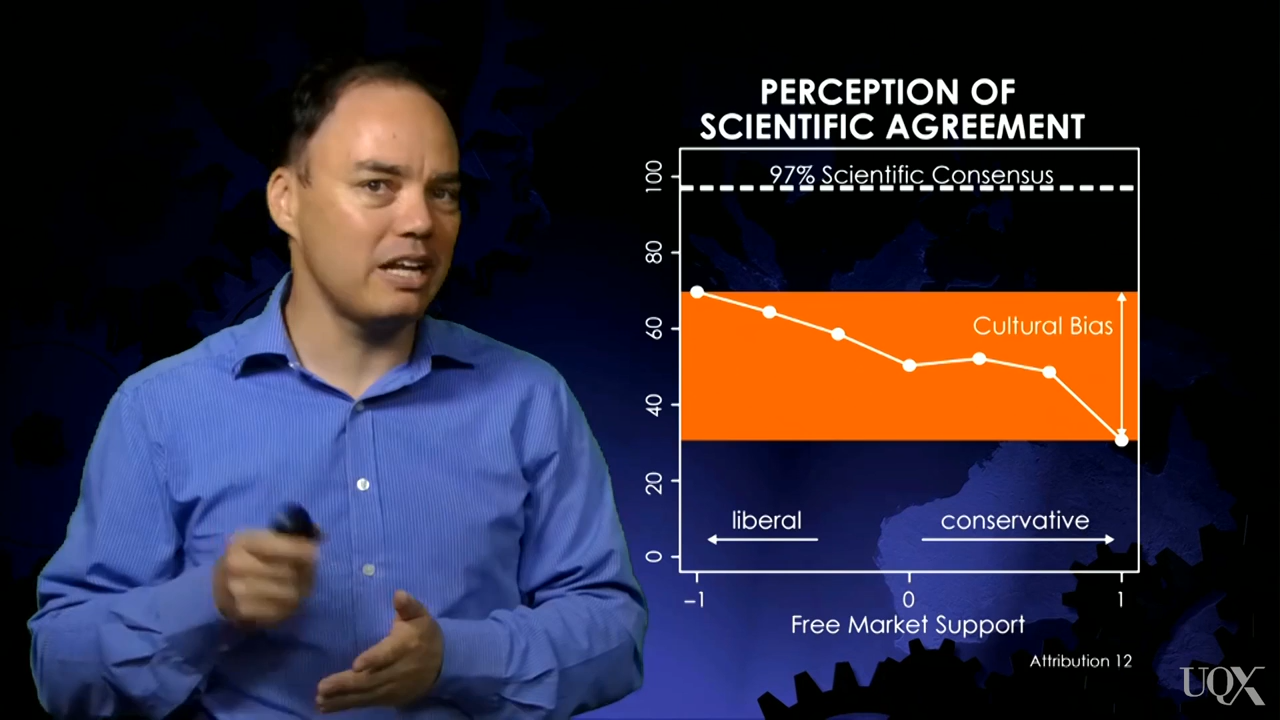 PERCEPTION OF
SCIENTIFIC AGREEMENT
97% Scientific Consensus
100
80
60
40
20
0
Cultural Bias
liberal
conservative
−1
0
1
Free Market Support
Attribution 12
UQX